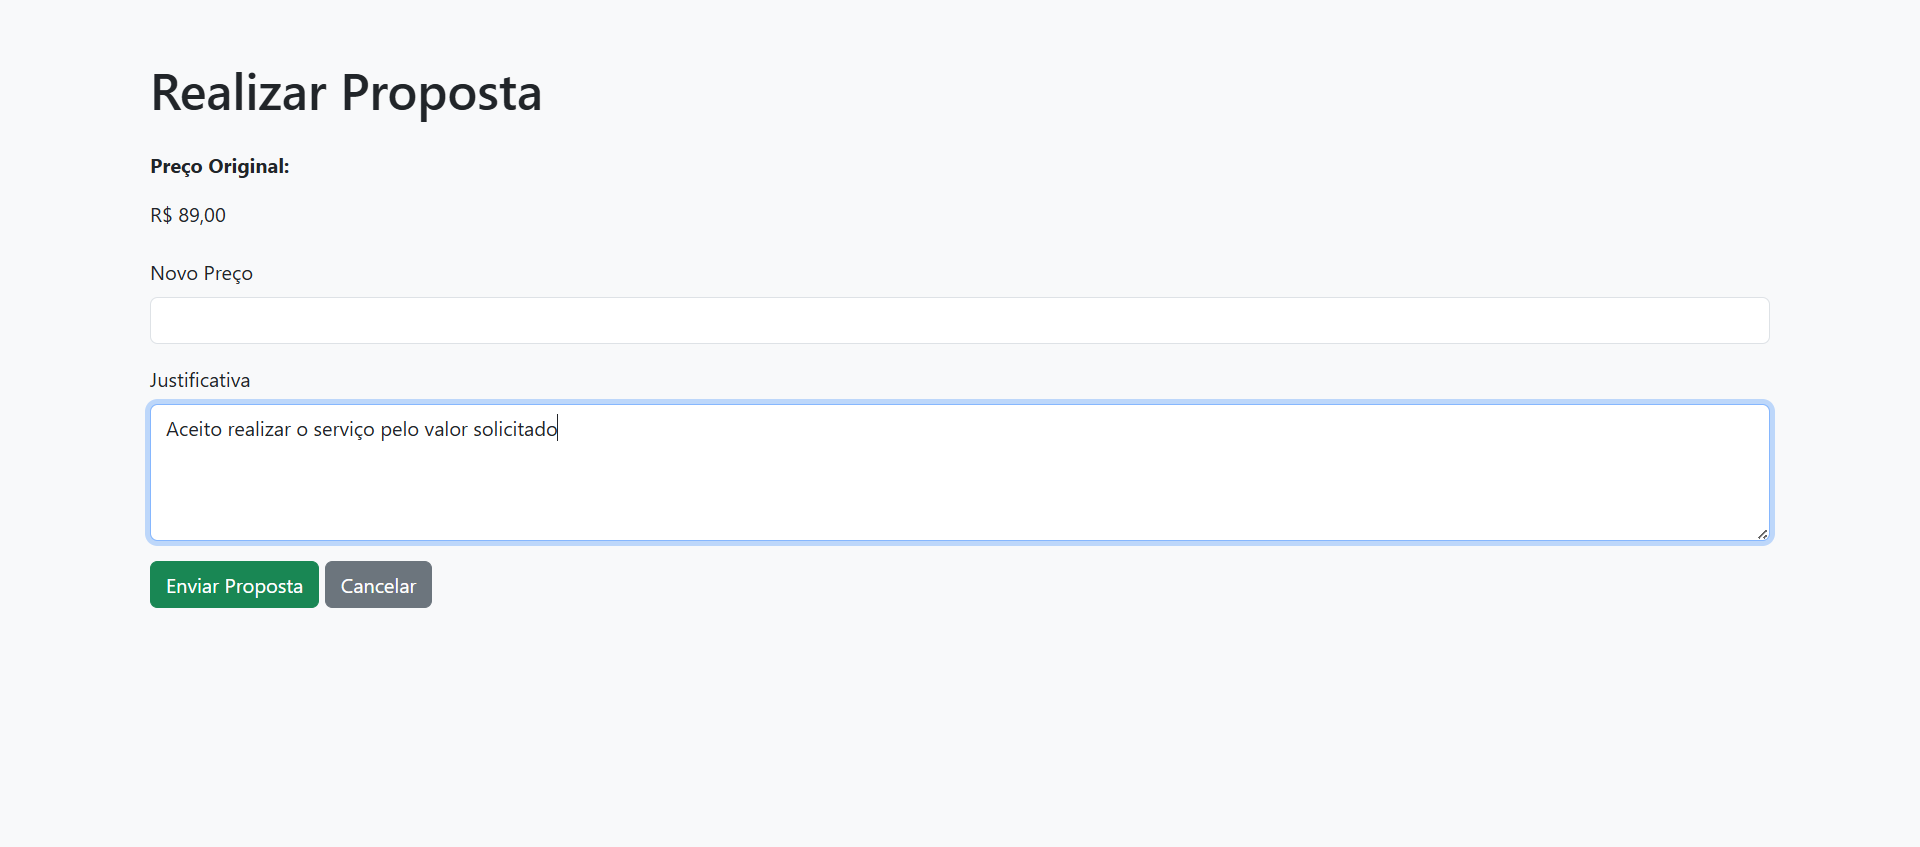 Realizar Proposta
Preço Original:
R$ 89,00
Novo Preço
Justificativa
Aceito realizar o serviço pelo valor solicitado
Enviar Proposta Cancelar